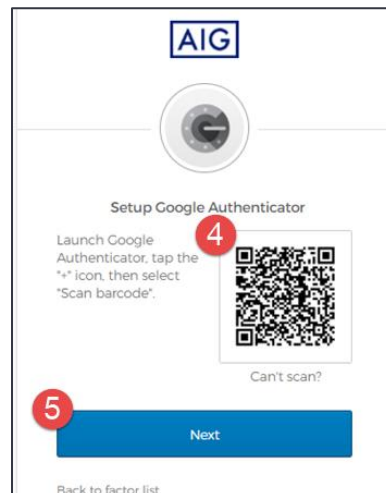 AIG
Setup Google Authenticator
4
Launch Google
Authenticator, tap the
"+" icon, then select
"Scan barcode".
Can't scan?
5
Next
Back to factor list